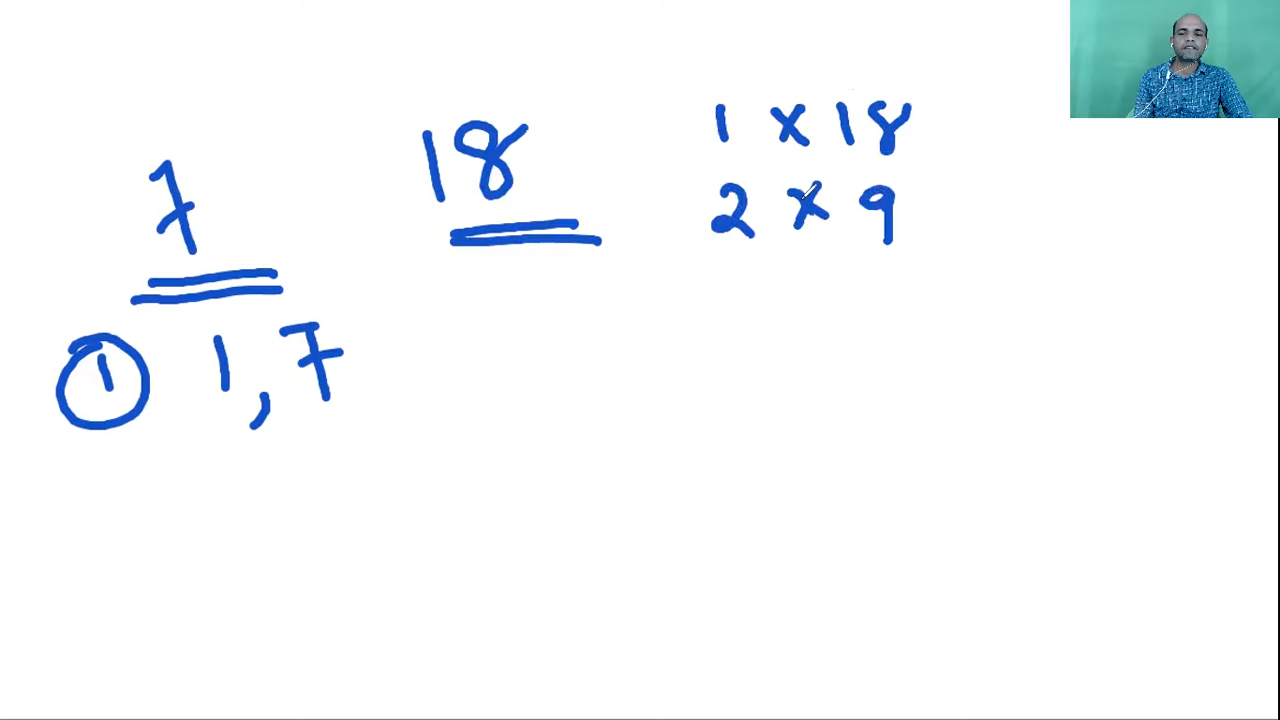 7
① 1, 7
18
1 x 18
2 x 9